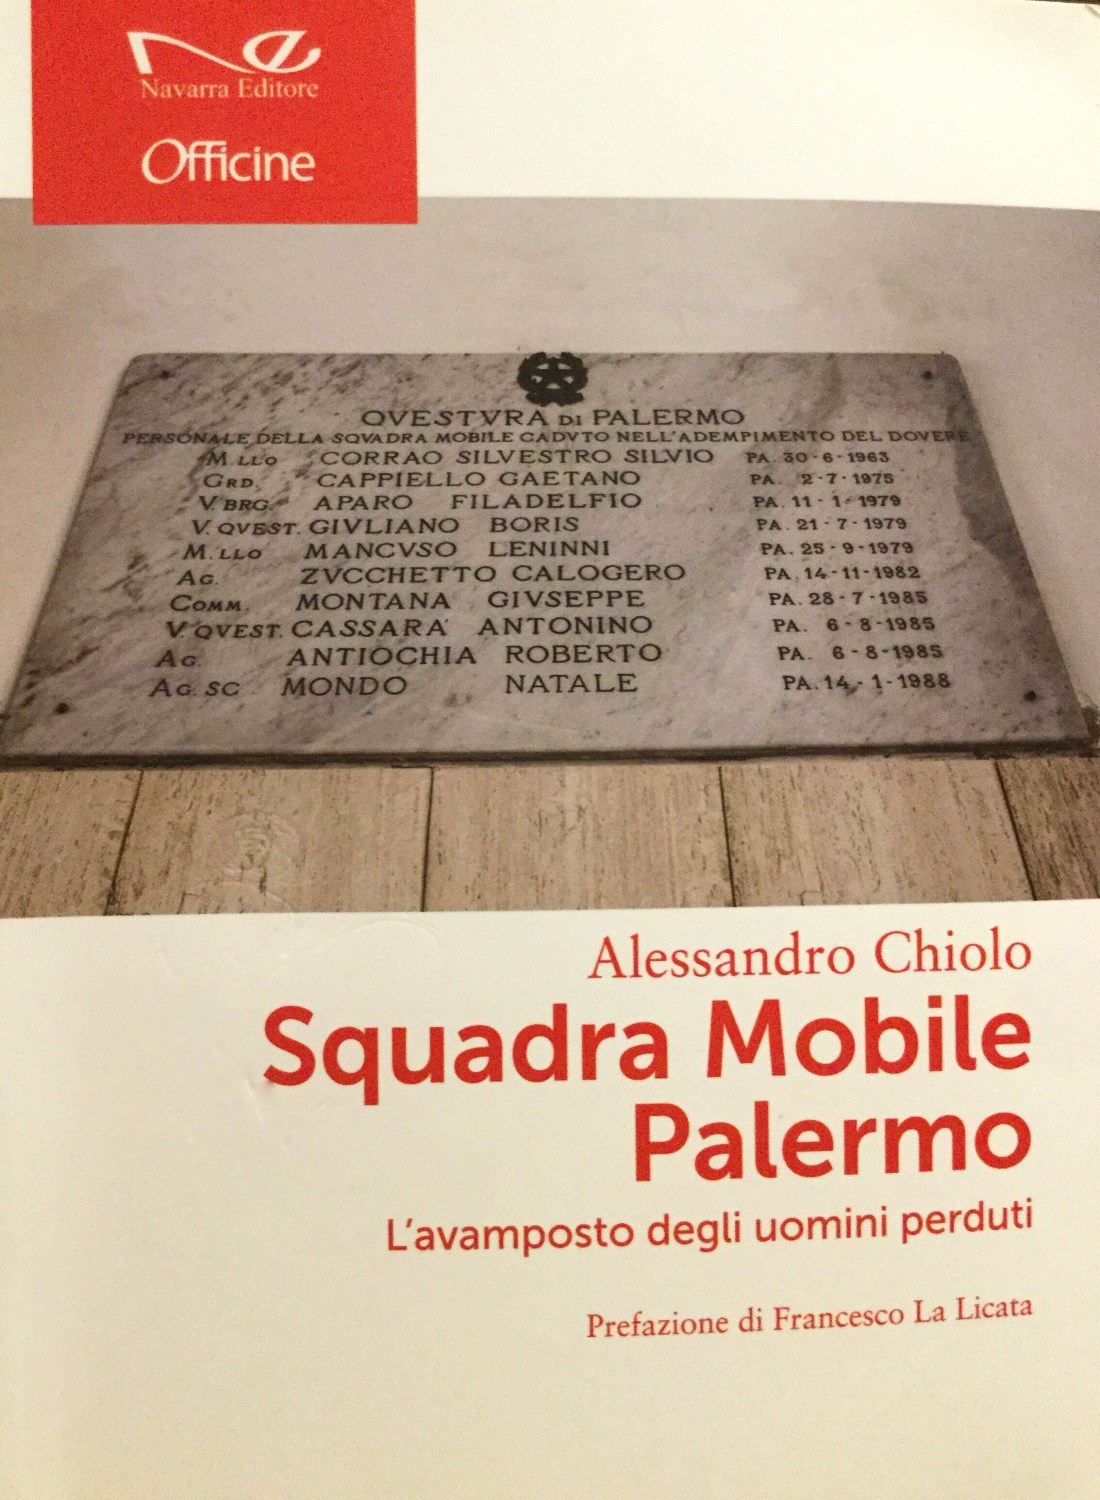 Navarra Editore
Officine
QVESTVRA DI PALERMO
PERSONALE DELLA SQVADRA MOBILE CADVTO NELL'ADEMPIMENTO DEL DOVERE
M.LLO CORRAO SILVESTRO SILVIO PA. 30-6-1963
GRD. CAPPIELLO GAETANO PA. 2-7-1975
V.BRG. APARO FILADELFIO PA. 11-1-1979
V.QVEST. GIVLIANO BORIS PA. 21-7-1979
M.LLO MANCVSO LENINNI PA. 25-9-1979
AG. ZVCCHETTO CALOGERO PA. 14-11-1982
COMM. MONTANA GIVSEPPE PA. 28-7-1985
V.QVEST. CASSARA' ANTONINO PA. 6-8-1985
AG. ANTIOCHIA ROBERTO PA. 6-8-1985
AG.SC. MONDO NATALE PA. 14-1-1988
Alessandro Chiolo
Squadra Mobile
Palermo
L'avamposto degli uomini perduti
Prefazione di Francesco La Licata